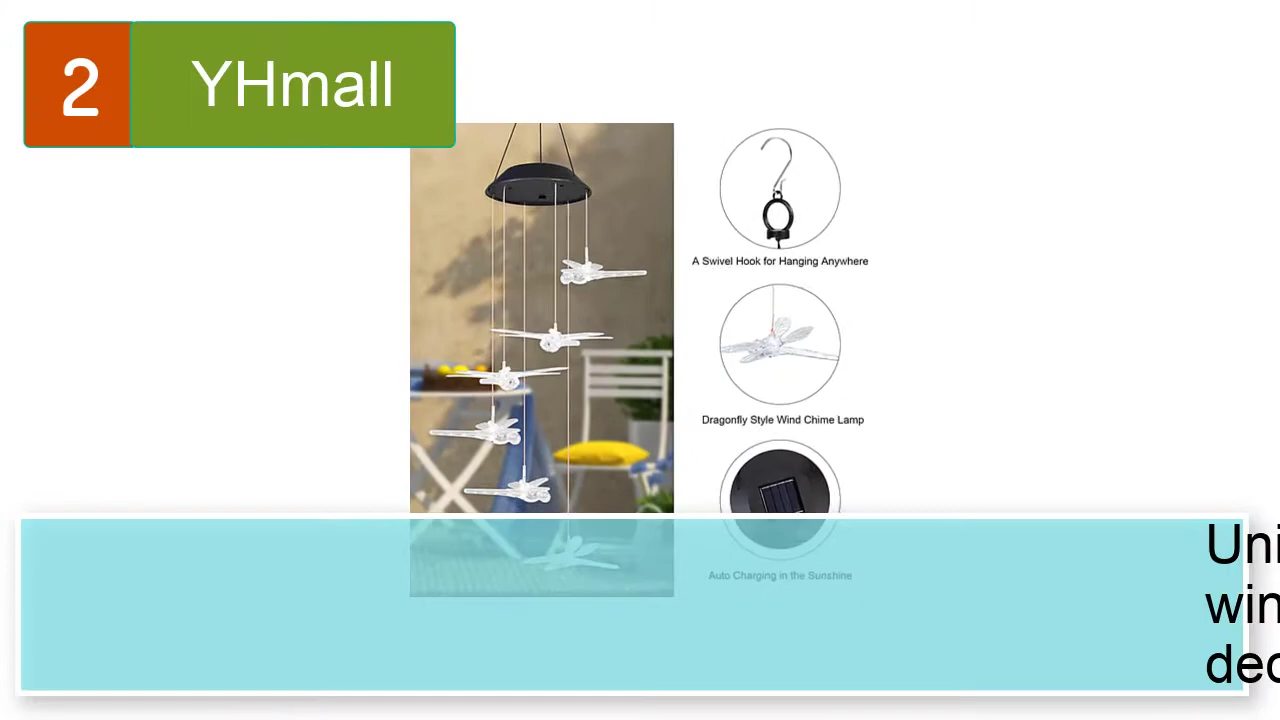 2
YHmall
A Swivel Hook for Hanging Anywhere
Dragonfly Style Wind Chime Lamp
Auto Charging in the Sunshine